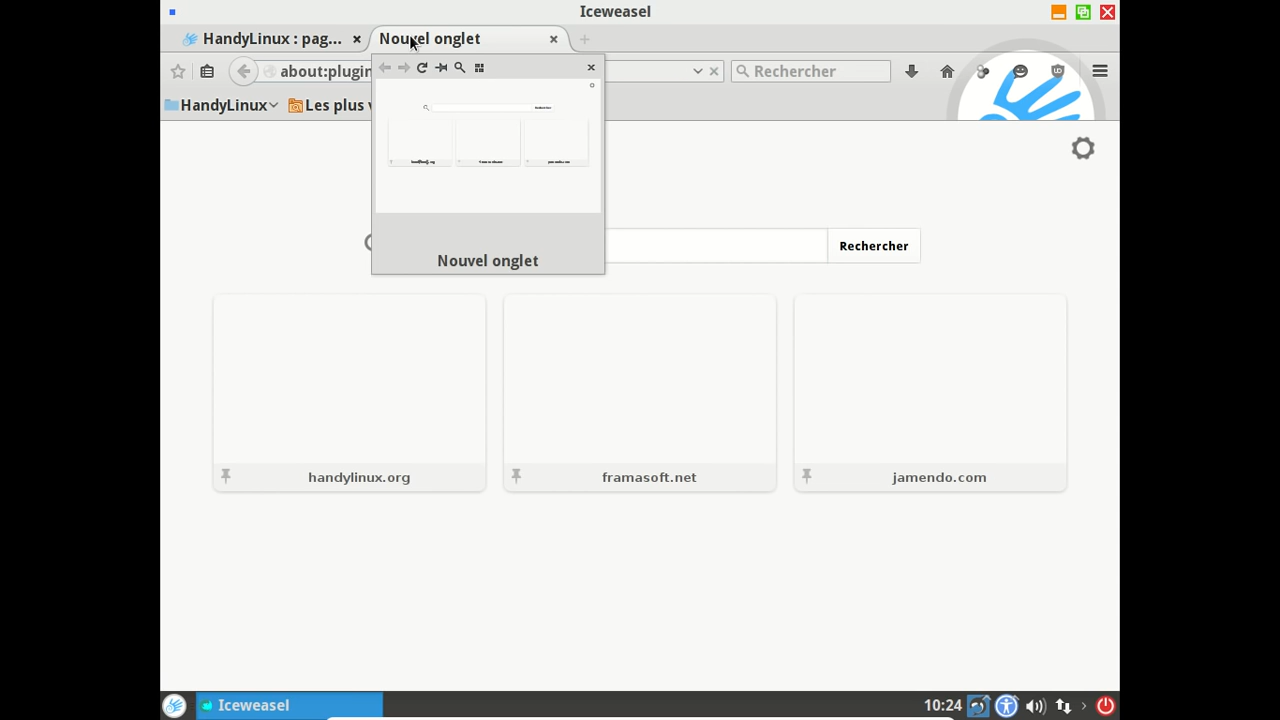 Iceweasel
HandyLinux : pag...
Nouvel onglet
about:plugin
Rechercher
HandyLinux
Les plus v
Nouvel onglet
Rechercher
handylinux.org
framasoft.net
jamendo.com
Iceweasel
10:24